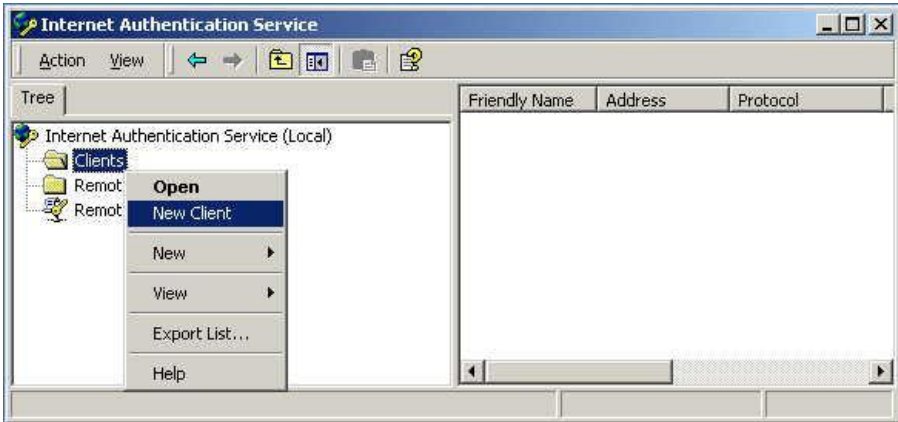 Internet Authentication Service
Action View
Tree
Friendly Name Address Protocol
Internet Authentication Service (Local)
Clients
Remot
Remot
Open
New Client
New
View
Export List...
Help